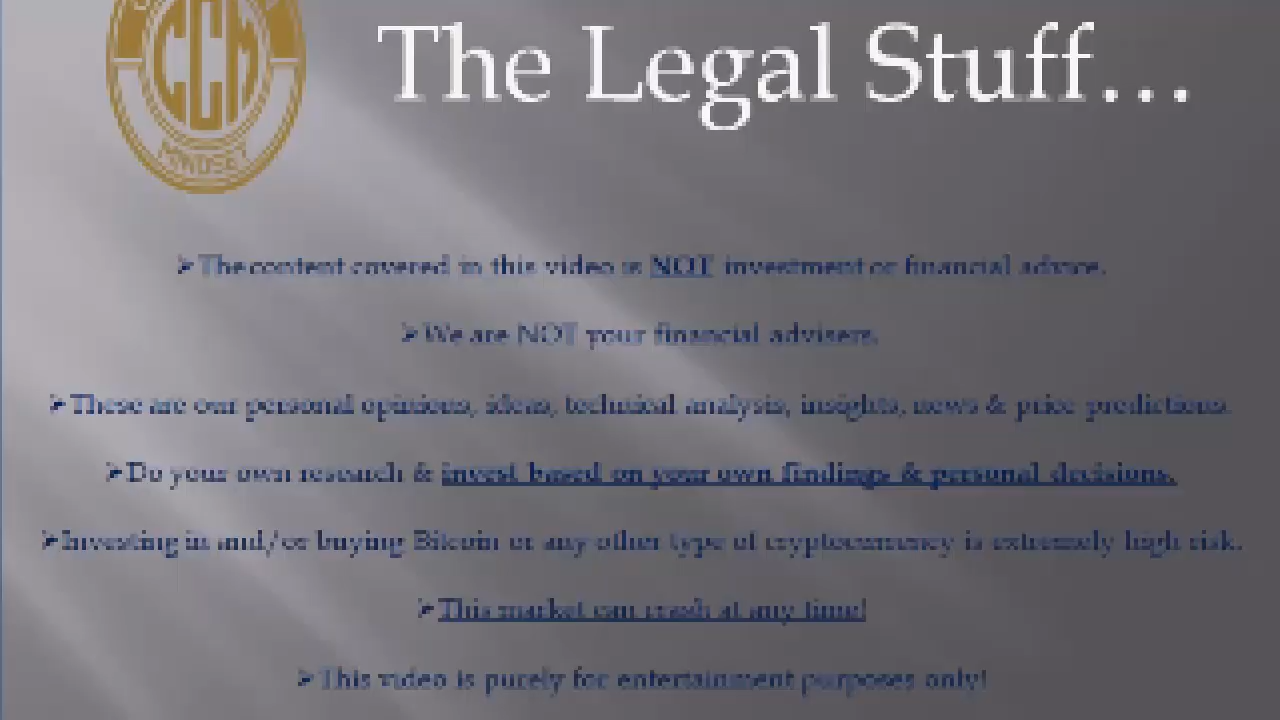 CCM
MINDSET
The Legal Stuff...
➢The content covered in this video is NOT investment or financial advice.
➢We are NOT your financial advisers.
➢These are our personal opinions, ideas, technical analysis, insights, news & price predictions.
➢Do your own research & invest based on your own findings & personal decisions.
➢Investing in and/or buying Bitcoin or any other type of cryptocurrency is extremely high risk.
➢This market can crash at any time!
➢This video is purely for entertainment purposes only!